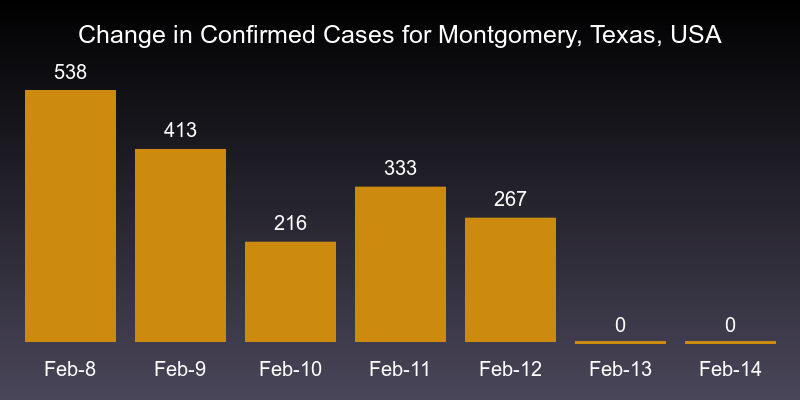 Change in Confirmed Cases for Montgomery, Texas, USA
538
413
216
333
267
0
0
Feb-8
Feb-9
Feb-10
Feb-11
Feb-12
Feb-13
Feb-14